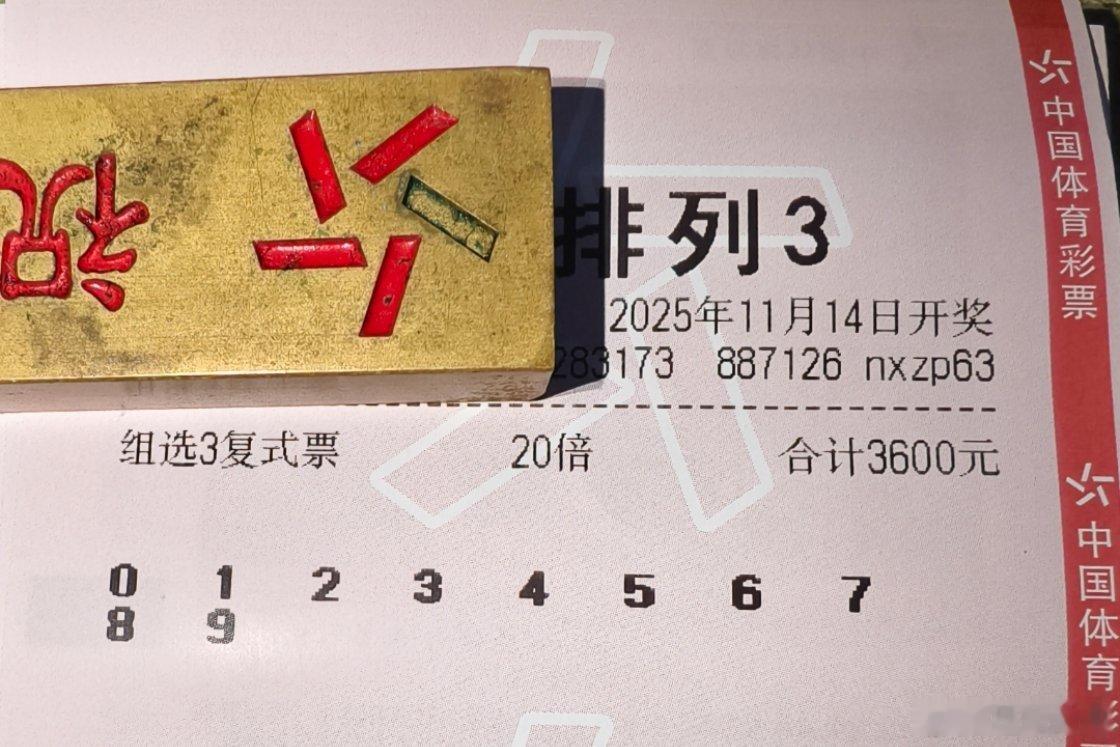 祝
排列3
2025年11月14日开奖
283173 887126 nxzp63
组选3复式票 20倍 合计3600元
0 1 2 3 4 5 6 7
8 9
中国体育彩票
中国体育彩